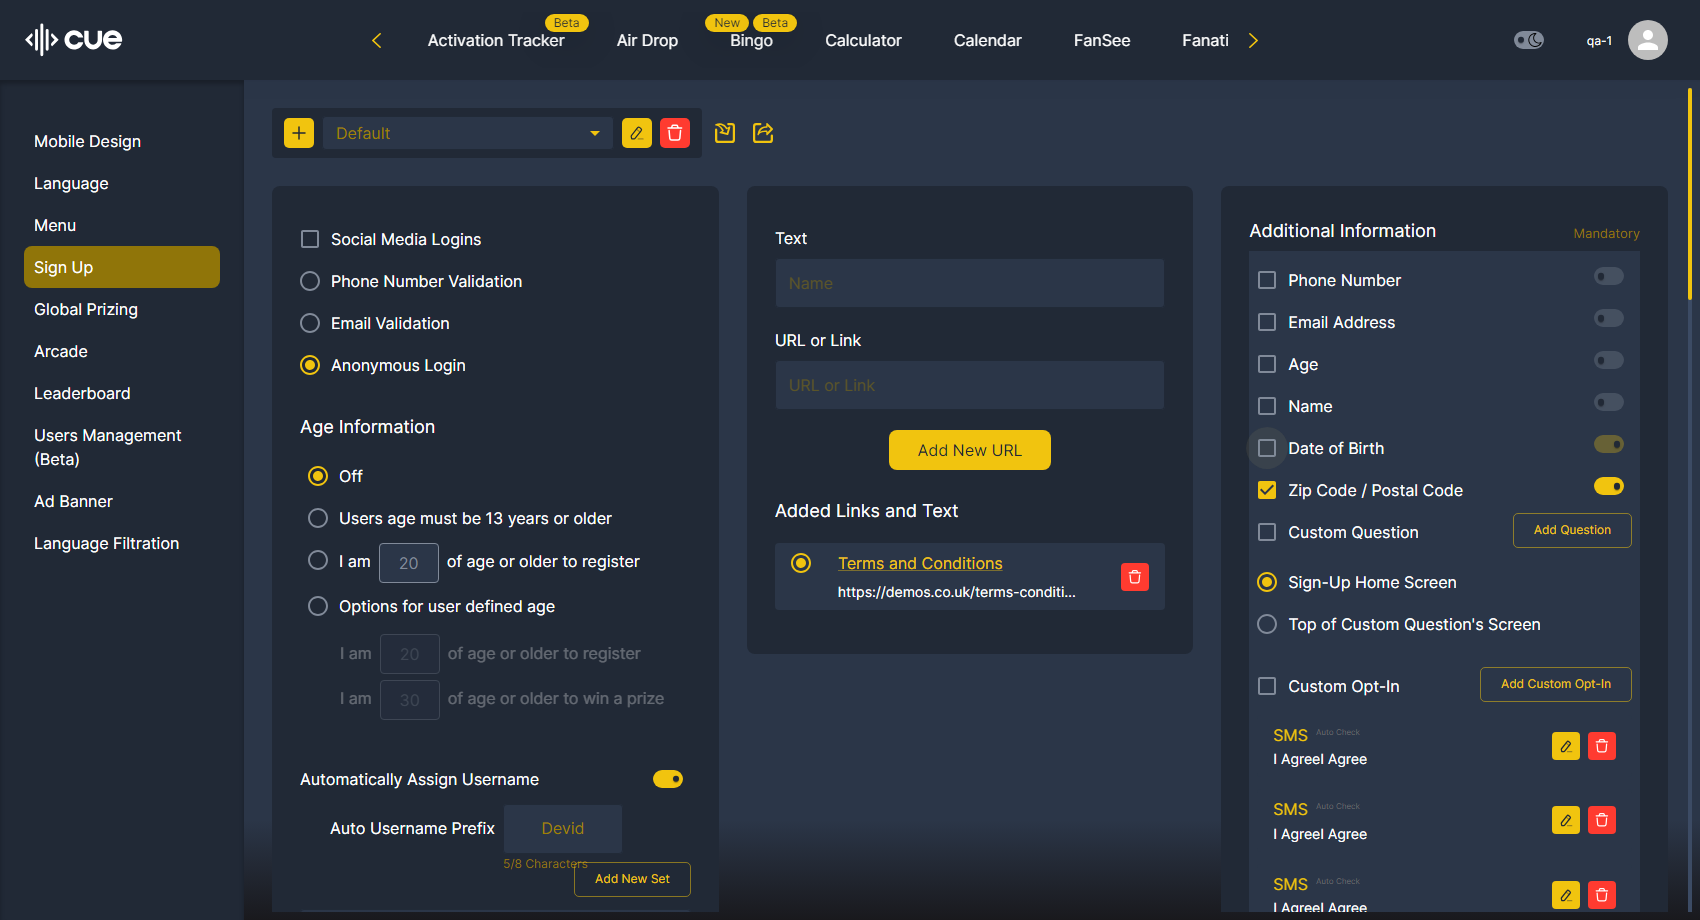 cue
Activation Tracker
Beta
Air Drop
Bingo
New
Beta
Calculator
Calendar
FanSee
Fanati
qa-1
Mobile Design
Language
Menu
Sign Up
Global Prizing
Arcade
Leaderboard
Users Management
(Beta)
Ad Banner
Language Filtration
Default
Social Media Logins
Phone Number Validation
Email Validation
Anonymous Login
Age Information
Off
Users age must be 13 years or older
I am 20 of age or older to register
Options for user defined age
I am 20 of age or older to register
I am 30 of age or older to win a prize
Automatically Assign Username
Auto Username Prefix Devid
5/8 Characters
Add New Set
Text
Name
URL or Link
URL or Link
Add New URL
Added Links and Text
Terms and Conditions
https://demos.co.uk/terms-conditi...
Additional Information Mandatory
Phone Number
Email Address
Age
Name
Date of Birth
Zip Code / Postal Code
Custom Question Add Question
Sign-Up Home Screen
Top of Custom Question's Screen
Custom Opt-In Add Custom Opt-In
SMS Auto Check
I AgreeI Agree
SMS Auto Check
I AgreeI Agree
SMS Auto Check
I AgreeI Agree